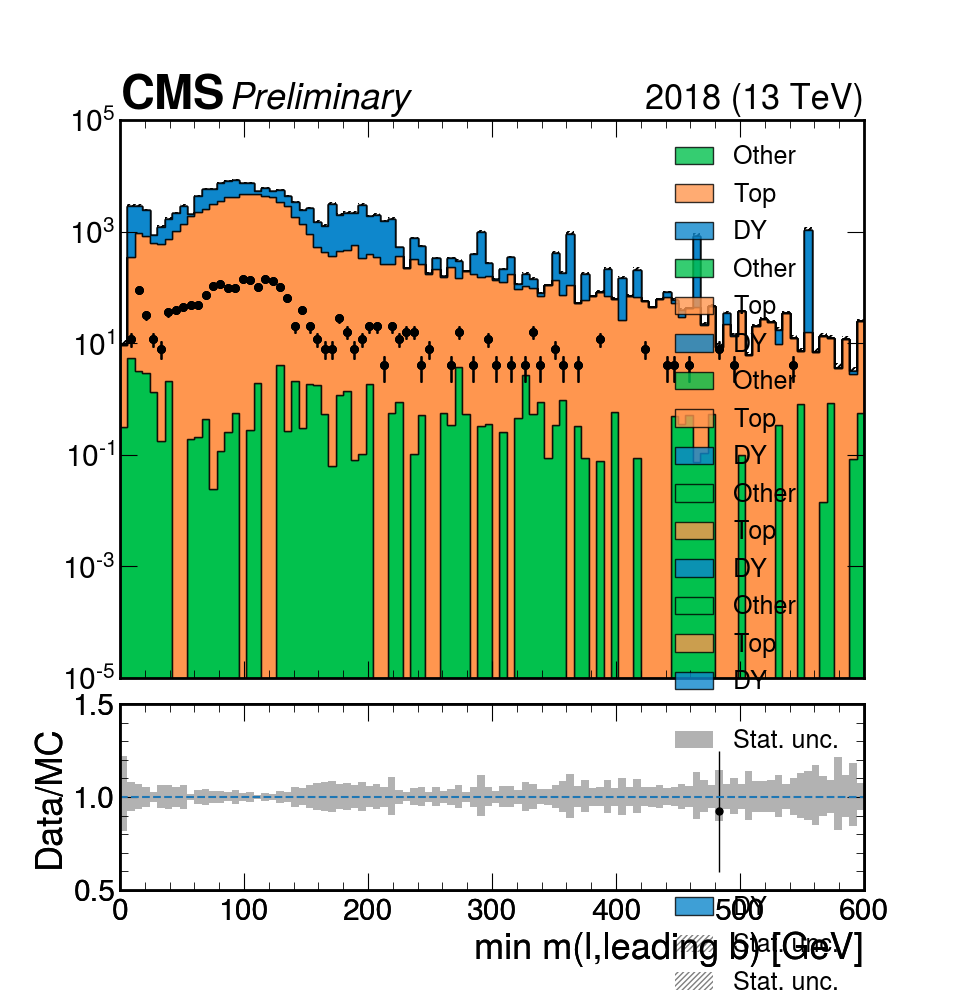 CMS Preliminary 2018 (13 TeV)
10^5
10^3
10^1
10^-1
10^-3
10^-5
Other
Top
DY
Other
Top
DY
Other
Top
DY
Other
Top
DY
Other
Top
DY
Stat. unc.
1.5
1.0
0.5
Data/MC
0 100 200 300 400 500 600
DY
min m(l,leading b) [GeV]
Stat. unc.
Stat. unc.